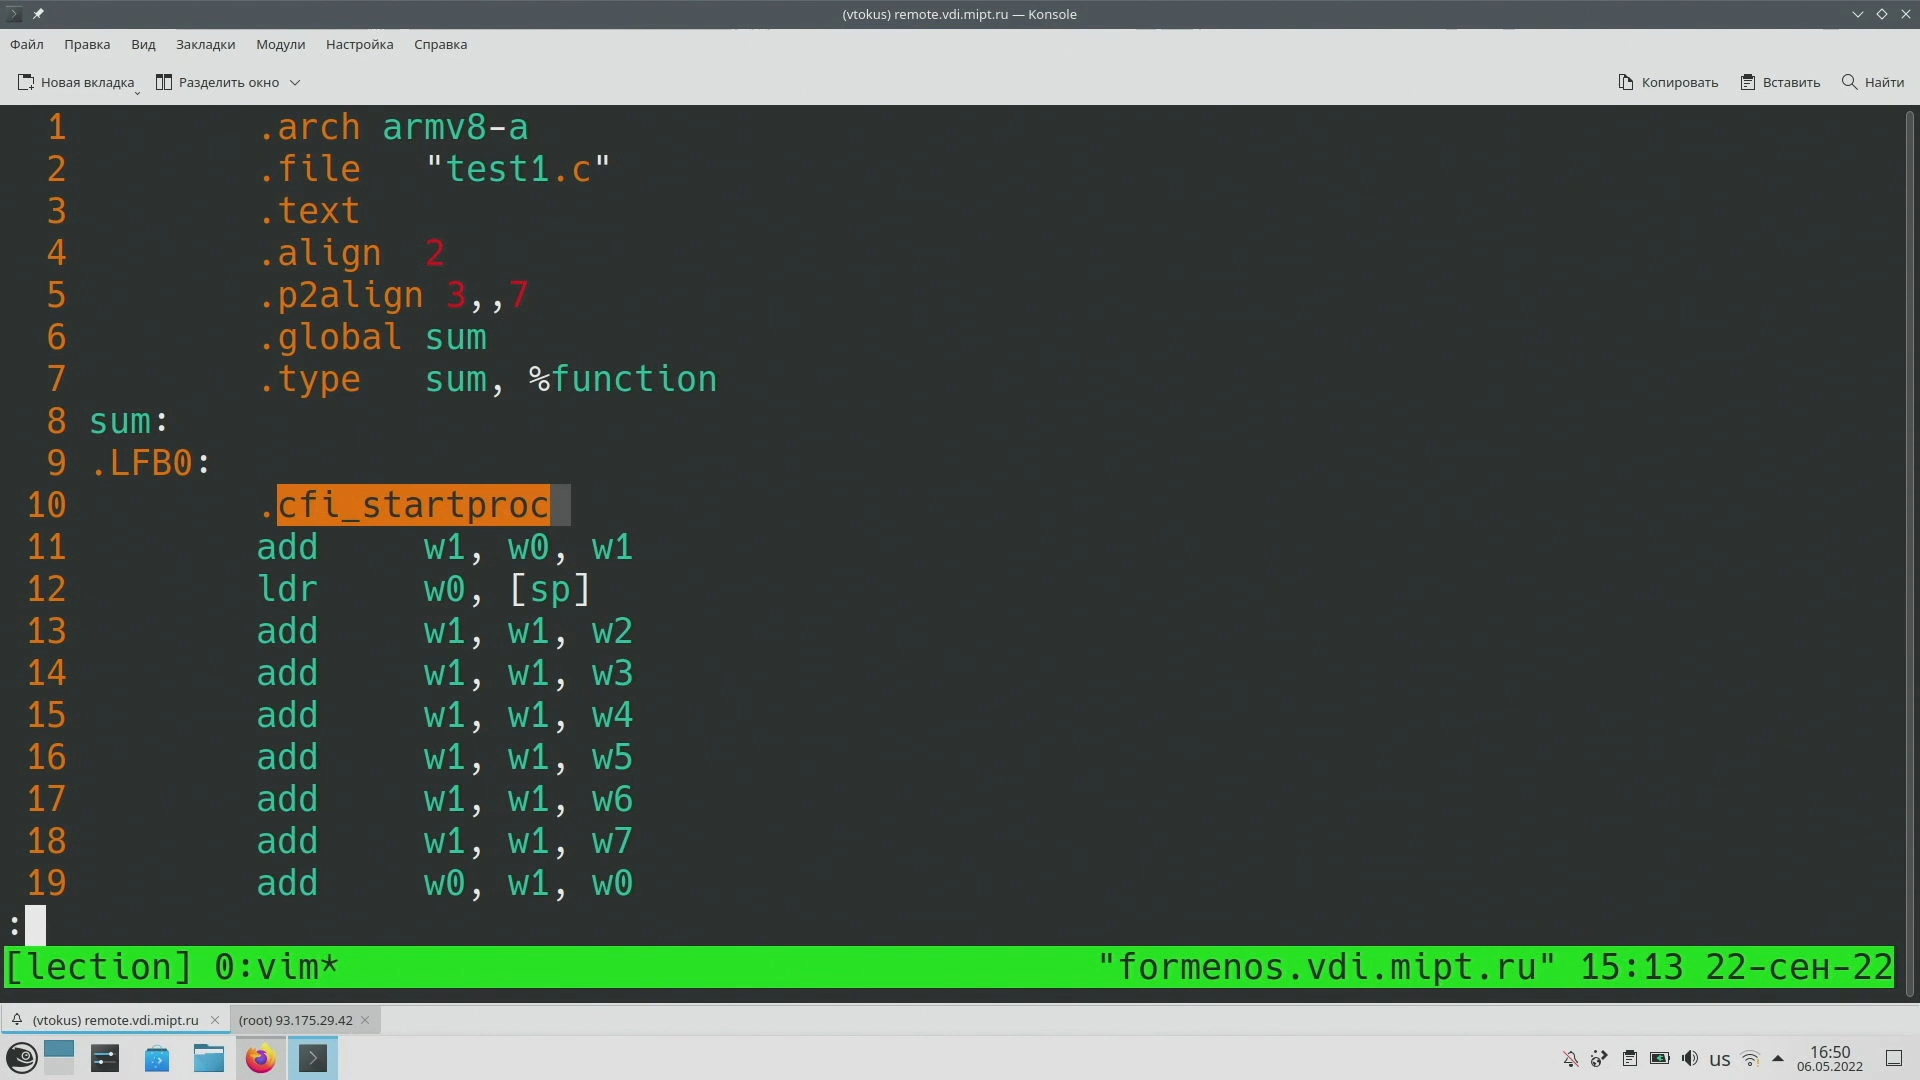 (vtokus) remote.vdi.mipt.ru — Konsole
Файл Правка Вид Закладки Модули Настройка Справка
Новая вкладка Разделить окно Копировать Вставить Найти
1 .arch armv8-a
2 .file "test1.c"
3 .text
4 .align 2
5 .p2align 3,,7
6 .global sum
7 .type sum, %function
8 sum:
9 .LFB0:
10 .cfi_startproc
11 add w1, w0, w1
12 ldr w0, [sp]
13 add w1, w1, w2
14 add w1, w1, w3
15 add w1, w1, w4
16 add w1, w1, w5
17 add w1, w1, w6
18 add w1, w1, w7
19 add w0, w1, w0
:
[lection] 0:vim* "formenos.vdi.mipt.ru" 15:13 22-сен-22
(vtokus) remote.vdi.mipt.ru (root) 93.175.29.42
us 16:50
06.05.2022